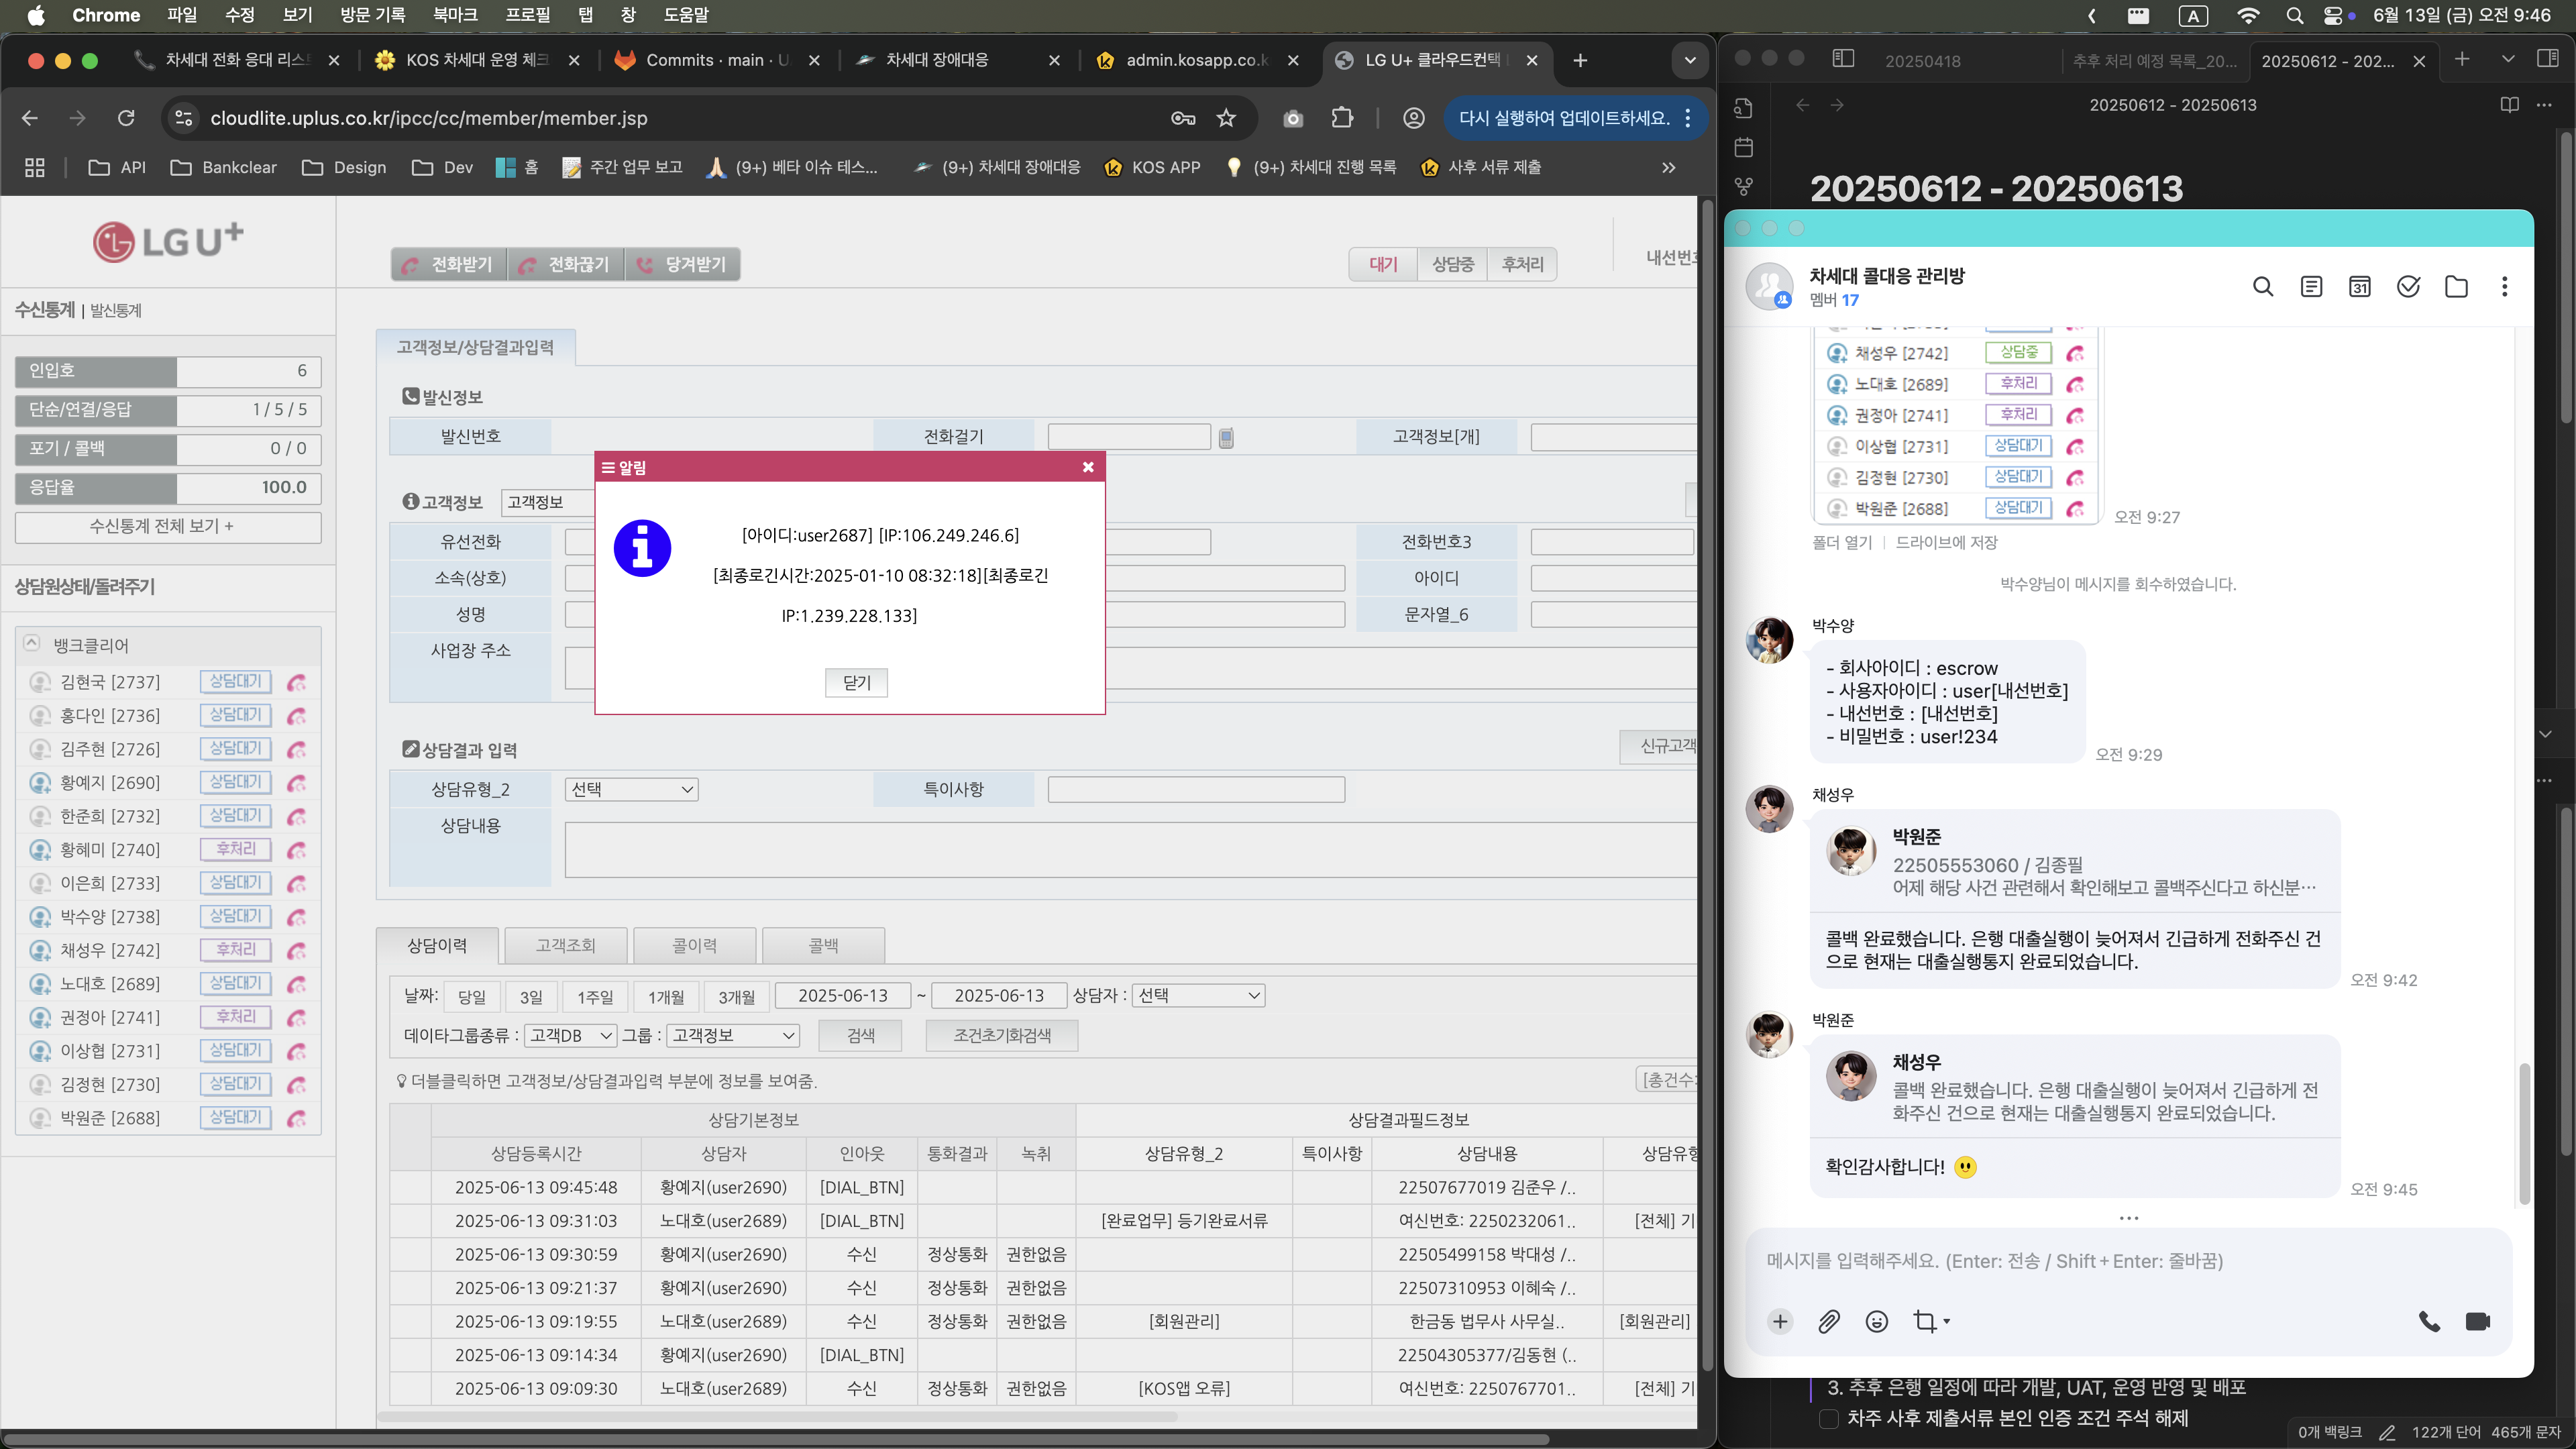 Chrome 파일 수정 보기 방문 기록 북마크 프로필 탭 창 도움말
A 6월 13일 (금) 오전 9:46
차세대 전화 응대 리스트 KOS 차세대 운영 체크 Commits · main · U 차세대 장애대응 admin.kosapp.co.k LG U+ 클라우드컨택
cloudlite.uplus.co.kr/ipcc/cc/member/member.jsp
다시 실행하여 업데이트하세요.
API Bankclear Design Dev 홈 주간 업무 보고 (9+) 베타 이슈 테스... (9+) 차세대 장애대응 KOS APP (9+) 차세대 진행 목록 사후 서류 제출
LG U+
전화받기 전화끊기 당겨받기
대기 상담중 후처리
내선번호
수신통계 | 발신통계
인입호 6
단순/연결/응답 1 / 5 / 5
포기 / 콜백 0 / 0
응답율 100.0
수신통계 전체 보기 +
상담원상태/돌려주기
뱅크클리어
김현국 [2737] 상담대기
홍다인 [2736] 상담대기
김주현 [2726] 상담대기
황예지 [2690] 상담대기
한준희 [2732] 상담대기
황혜미 [2740] 후처리
이은희 [2733] 상담대기
박수양 [2738] 상담대기
채성우 [2742] 후처리
노대호 [2689] 상담대기
권정아 [2741] 후처리
이상협 [2731] 상담대기
김정현 [2730] 상담대기
박원준 [2688] 상담대기
고객정보/상담결과입력
발신정보
발신번호 전화걸기 고객정보[개]
고객정보 고객정보
유선전화 전화번호3
소속(상호) 아이디
성명 문자열_6
사업장 주소
알림
[아이디:user2687] [IP:106.249.246.6]
[최종로긴시간:2025-01-10 08:32:18][최종로긴
IP:1.239.228.133]
닫기
상담결과 입력
신규고객
상담유형_2 선택 특이사항
상담내용
상담이력 고객조회 콜이력 콜백
날짜: 당일 3일 1주일 1개월 3개월 2025-06-13 ~ 2025-06-13 상담자 : 선택
데이타그룹종류 : 고객DB 그룹 : 고객정보 검색 조건초기화검색
더블클릭하면 고객정보/상담결과입력 부분에 정보를 보여줌.
[총건수:
상담기본정보 상담결과필드정보
상담등록시간 상담자 인아웃 통화결과 녹취 상담유형_2 특이사항 상담내용 상담유형
2025-06-13 09:45:48 황예지(user2690) [DIAL_BTN] 22507677019 김준우 /..
2025-06-13 09:31:03 노대호(user2689) [DIAL_BTN] [완료업무] 등기완료서류 여신번호: 2250232061.. [전체] 기
2025-06-13 09:30:59 황예지(user2690) 수신 정상통화 권한없음 22505499158 박대성 /..
2025-06-13 09:21:37 황예지(user2690) 수신 정상통화 권한없음 22507310953 이혜숙 /..
2025-06-13 09:19:55 노대호(user2689) 수신 정상통화 권한없음 [회원관리] 한금동 법무사 사무실.. [회원관리]
2025-06-13 09:14:34 황예지(user2690) [DIAL_BTN] 22504305377/김동현 (..
2025-06-13 09:09:30 노대호(user2689) 수신 정상통화 권한없음 [KOS앱 오류] 여신번호: 2250767701.. [전체] 기
20250418 추후 처리 예정 목록_20... 20250612 - 202...
20250612 - 20250613
20250612 - 20250613
차세대 콜대응 관리방
멤버 17
31
채성우 [2742] 상담중
노대호 [2689] 후처리
권정아 [2741] 후처리
이상협 [2731] 상담대기
김정현 [2730] 상담대기
박원준 [2688] 상담대기
오전 9:27
폴더 열기 | 드라이브에 저장
박수양님이 메시지를 회수하였습니다.
박수양
- 회사아이디 : escrow
- 사용자아이디 : user[내선번호]
- 내선번호 : [내선번호]
- 비밀번호 : user!234
오전 9:29
채성우
박원준
22505553060 / 김종필
어제 해당 사건 관련해서 확인해보고 콜백주신다고 하신분…
콜백 완료했습니다. 은행 대출실행이 늦어져서 긴급하게 전화주신 건
으로 현재는 대출실행통지 완료되었습니다.
오전 9:42
박원준
채성우
콜백 완료했습니다. 은행 대출실행이 늦어져서 긴급하게 전
화주신 건으로 현재는 대출실행통지 완료되었습니다.
확인감사합니다!
오전 9:45
메시지를 입력해주세요. (Enter: 전송 / Shift + Enter: 줄바꿈)
3. 추후 은행 일정에 따라 개발, UAT, 운영 반영 및 배포
차주 사후 제출서류 본인 인증 조건 주석 해제
0개 백링크 122개 단어 465개 문자